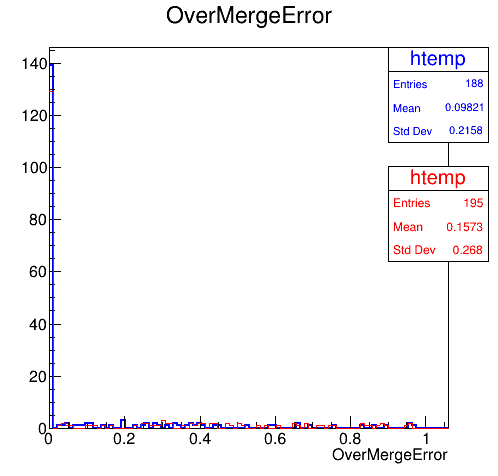 OverMergeError
htemp
Entries 188
Mean 0.09821
Std Dev 0.2158
htemp
Entries 195
Mean 0.1573
Std Dev 0.268
140
120
100
80
60
40
20
0
0 0.2 0.4 0.6 0.8 1
OverMergeError